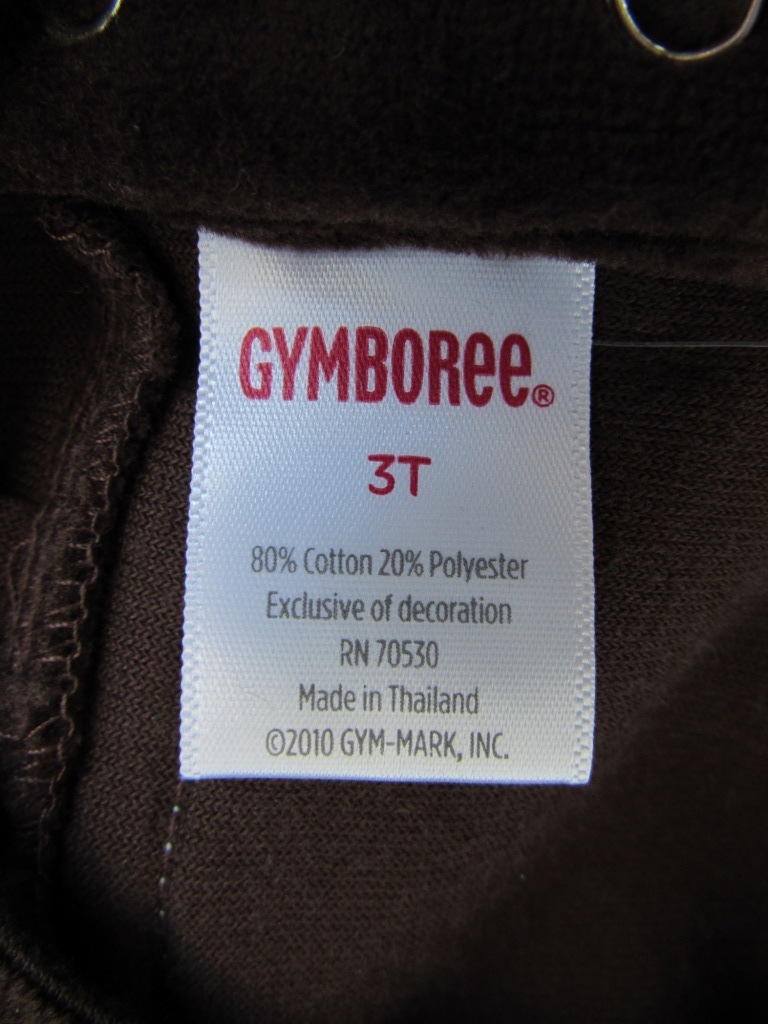 GYMBOREE®
3T
80% Cotton 20% Polyester
Exclusive of decoration
RN 70530
Made in Thailand
©2010 GYM-MARK, INC.